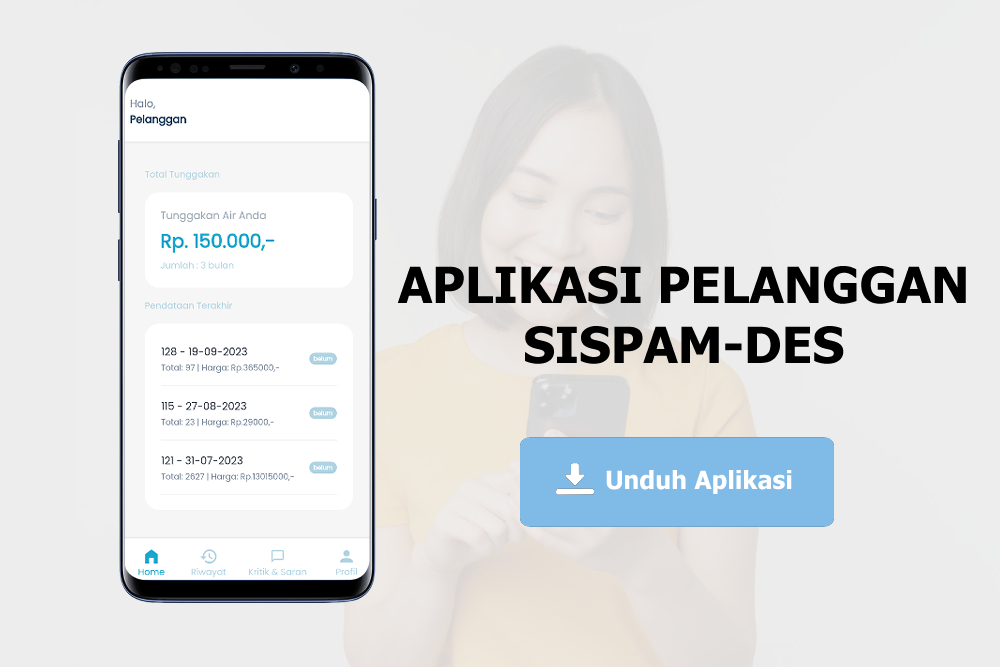 Halo,
Pelanggan
Total Tunggakan
Tunggakan Air Anda
Rp. 150.000,-
Jumlah : 3 bulan
Pendataan Terakhir
128 - 19-09-2023
belum
Total: 97 | Harga: Rp.365000,-
115 - 27-08-2023
belum
Total: 23 | Harga: Rp.29000,-
121 - 31-07-2023
belum
Total: 2627 | Harga: Rp.13015000,-
Home
Riwayat
Kritik & Saran
Profil
APLIKASI PELANGGAN
SISPAM-DES
Unduh Aplikasi